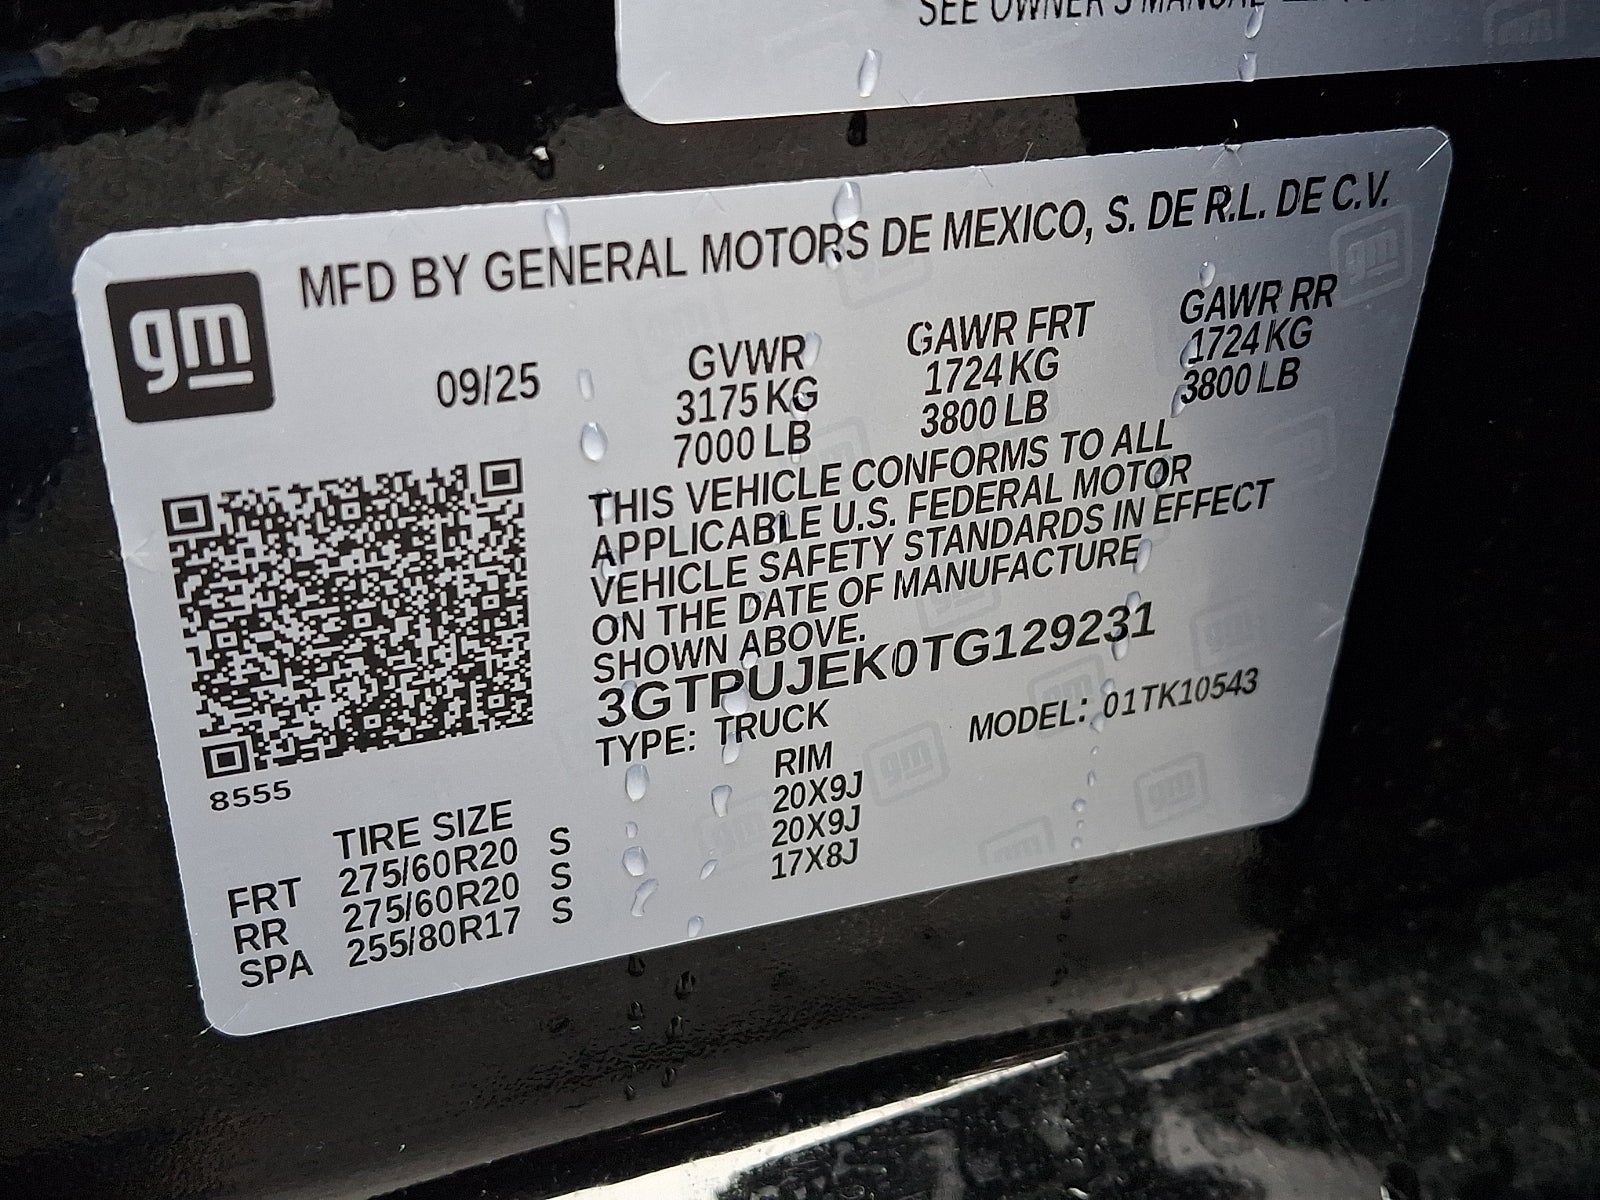 SEE OWNER'S MANUAL
gm
MFD BY GENERAL MOTORS DE MEXICO, S. DE R.L. DE C.V.
09/25
GVWR GAWR FRT GAWR RR
3175 KG 1724 KG 1724 KG
7000 LB 3800 LB 3800 LB
THIS VEHICLE CONFORMS TO ALL
APPLICABLE U.S. FEDERAL MOTOR
VEHICLE SAFETY STANDARDS IN EFFECT
ON THE DATE OF MANUFACTURE
SHOWN ABOVE.
3GTPUJEK0TG129231
TYPE: TRUCK MODEL: 01TK10543
8555
TIRE SIZE RIM
FRT 275/60R20 S 20X9J
RR 275/60R20 S 20X9J
SPA 255/80R17 S 17X8J